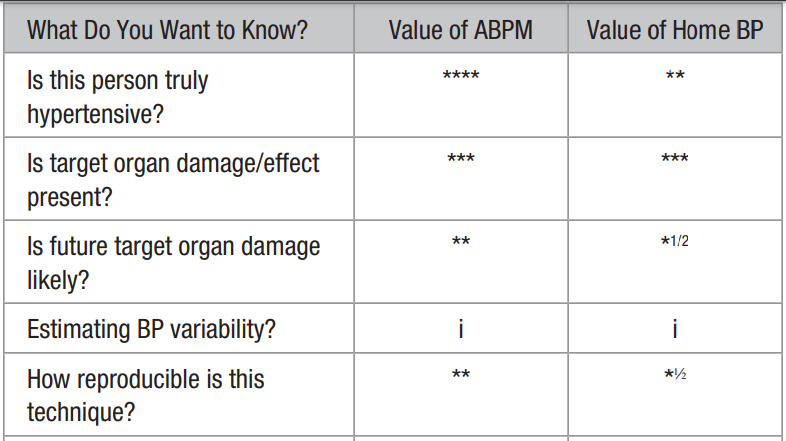 What Do You Want to Know? Value of ABPM Value of Home BP
Is this person truly **** **
hypertensive?
Is target organ damage/effect *** ***
present?
Is future target organ damage ** *1/2
likely?
Estimating BP variability? i i
How reproducible is this ** *½
technique?